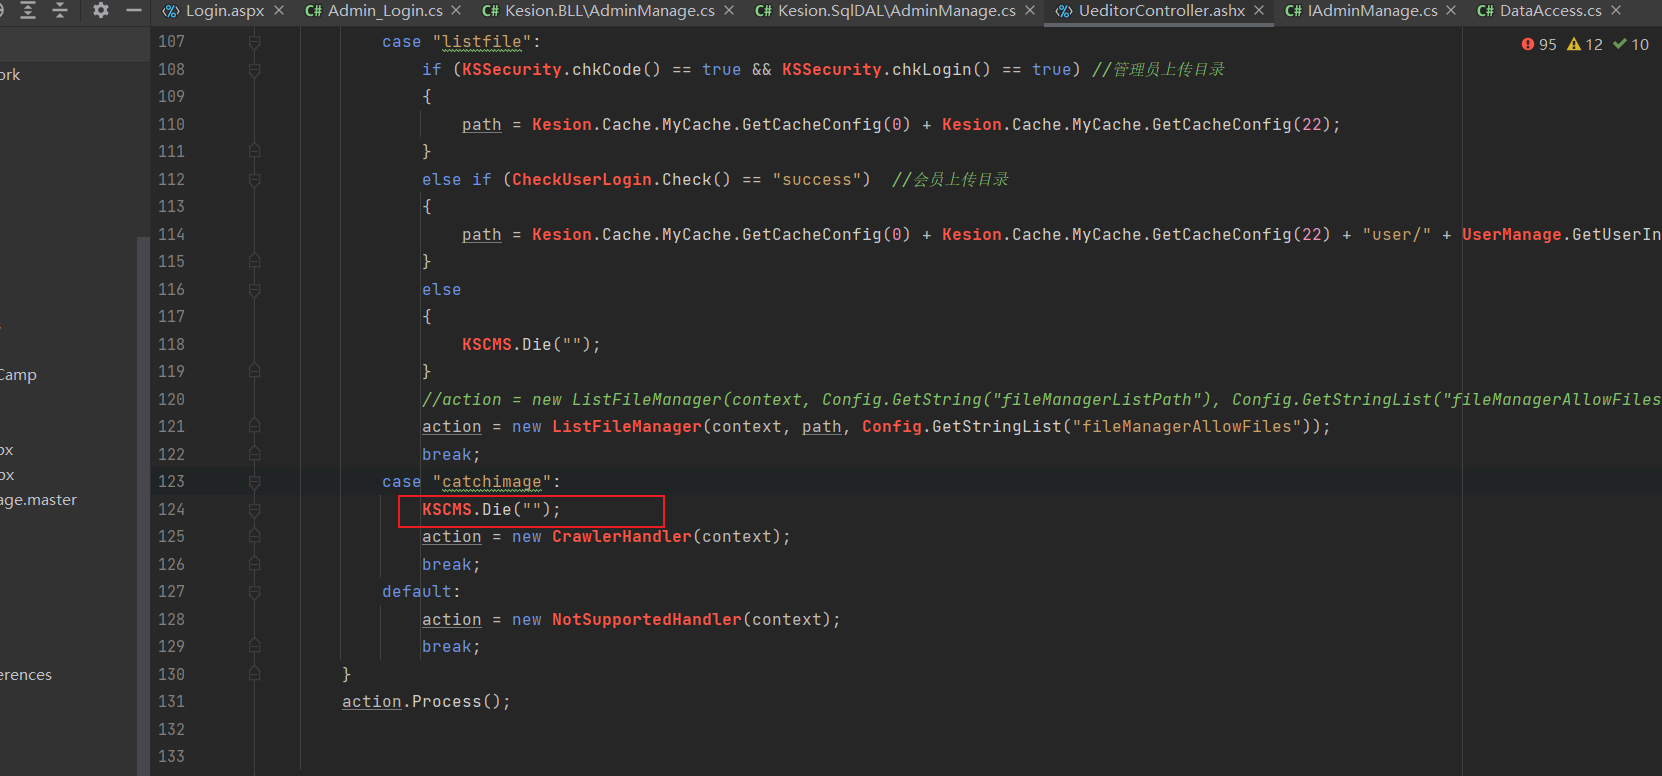 Login.aspx × C# Admin_Login.cs × C# Kesion.BLL\AdminManage.cs × C# Kesion.SqlDAL\AdminManage.cs × UeditorController.ashx × C# IAdminManage.cs × C# DataAccess.cs ×
95 12 10
ork
Camp
px
px
age.master
erences
107 case "listfile":
108 if (KSSecurity.chkCode() == true && KSSecurity.chkLogin() == true) //管理员上传目录
109 {
110 path = Kesion.Cache.MyCache.GetCacheConfig(0) + Kesion.Cache.MyCache.GetCacheConfig(22);
111 }
112 else if (CheckUserLogin.Check() == "success") //会员上传目录
113 {
114 path = Kesion.Cache.MyCache.GetCacheConfig(0) + Kesion.Cache.MyCache.GetCacheConfig(22) + "user/" + UserManage.GetUserIn
115 }
116 else
117 {
118 KSCMS.Die("");
119 }
120 //action = new ListFileManager(context, Config.GetString("fileManagerListPath"), Config.GetStringList("fileManagerAllowFiles
121 action = new ListFileManager(context, path, Config.GetStringList("fileManagerAllowFiles"));
122 break;
123 case "catchimage":
124 KSCMS.Die("");
125 action = new CrawlerHandler(context);
126 break;
127 default:
128 action = new NotSupportedHandler(context);
129 break;
130 }
131 action.Process();
132
133